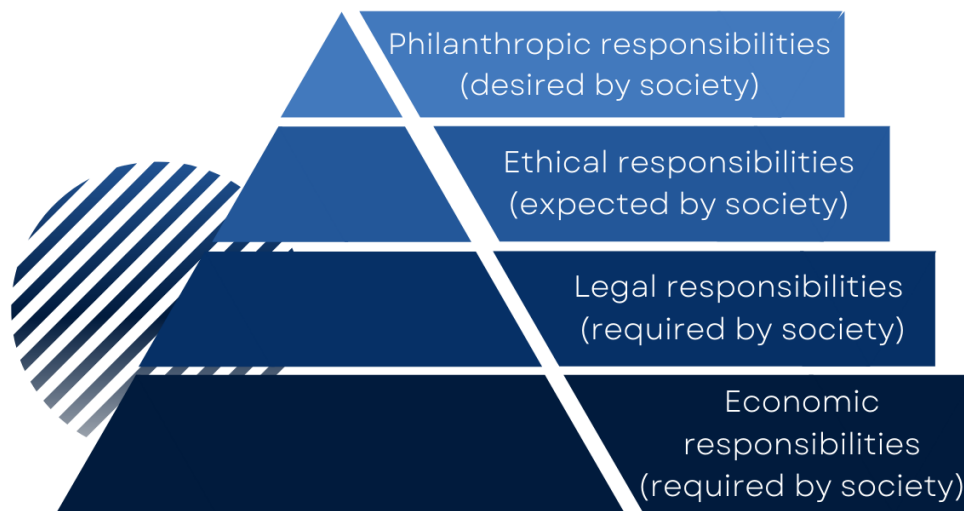 Philanthropic responsibilities
(desired by society)
Ethical responsibilities
(expected by society)
Legal responsibilities
(required by society)
Economic
responsibilities
(required by society)